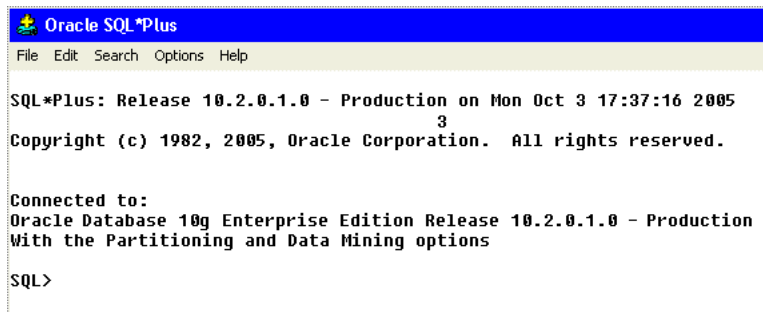 Oracle SQL*Plus
File Edit Search Options Help
SQL*Plus: Release 10.2.0.1.0 - Production on Mon Oct 3 17:37:16 2005
3
Copyright (c) 1982, 2005, Oracle Corporation.  All rights reserved.
Connected to:
Oracle Database 10g Enterprise Edition Release 10.2.0.1.0 - Production
With the Partitioning and Data Mining options
SQL>